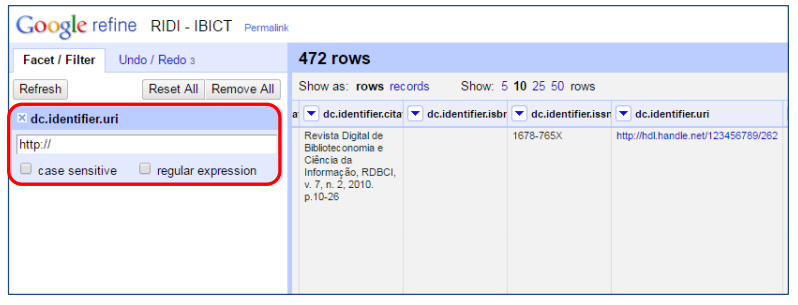 Google refine RIDI - IBICT Permalink
Facet / Filter Undo / Redo 3
Refresh Reset All Remove All
dc.identifier.uri
http://
case sensitive regular expression
472 rows
Show as: rows records Show: 5 10 25 50 rows
dc.identifier.cita dc.identifier.isbr dc.identifier.issn dc.identifier.uri
Revista Digital de
Biblioteconomia e
Ciência da
Informação, RDBCI,
v. 7, n. 2, 2010.
p.10-26
1678-765X
http://hdl.handle.net/123456789/262